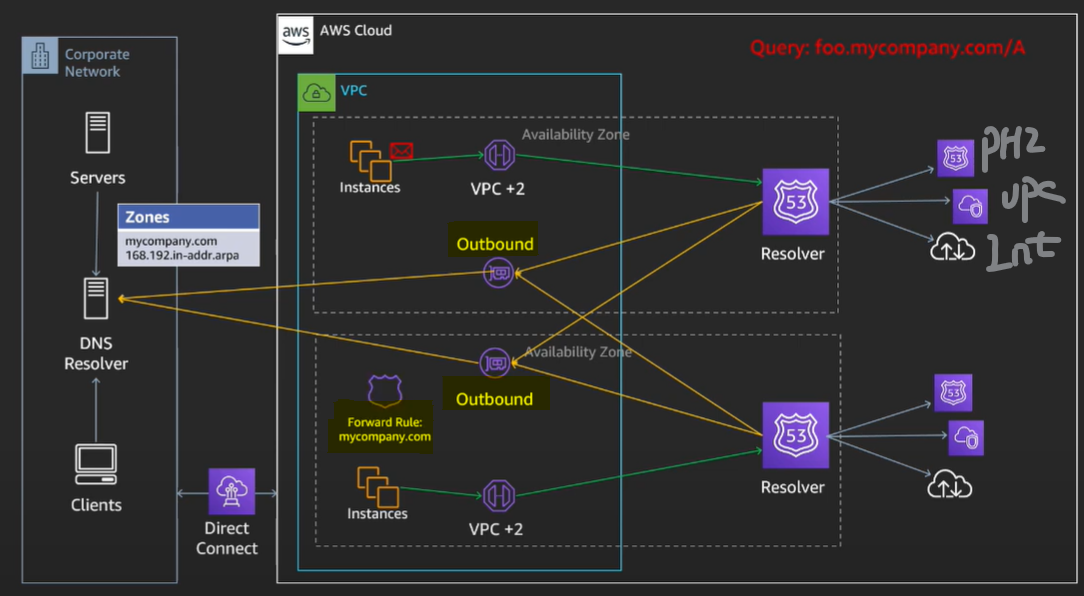 aws
AWS Cloud
Query: foo.mycompany.com/A
Corporate
Network
VPC
Availability Zone
Servers
Instances
VPC +2
53
Resolver
53
PHZ
VPC
Int
Zones
mycompany.com
168.192.in-addr.arpa
Outbound
DNS
Resolver
Availability Zone
Outbound
Forward Rule:
mycompany.com
53
Resolver
53
Clients
Instances
VPC +2
Direct
Connect